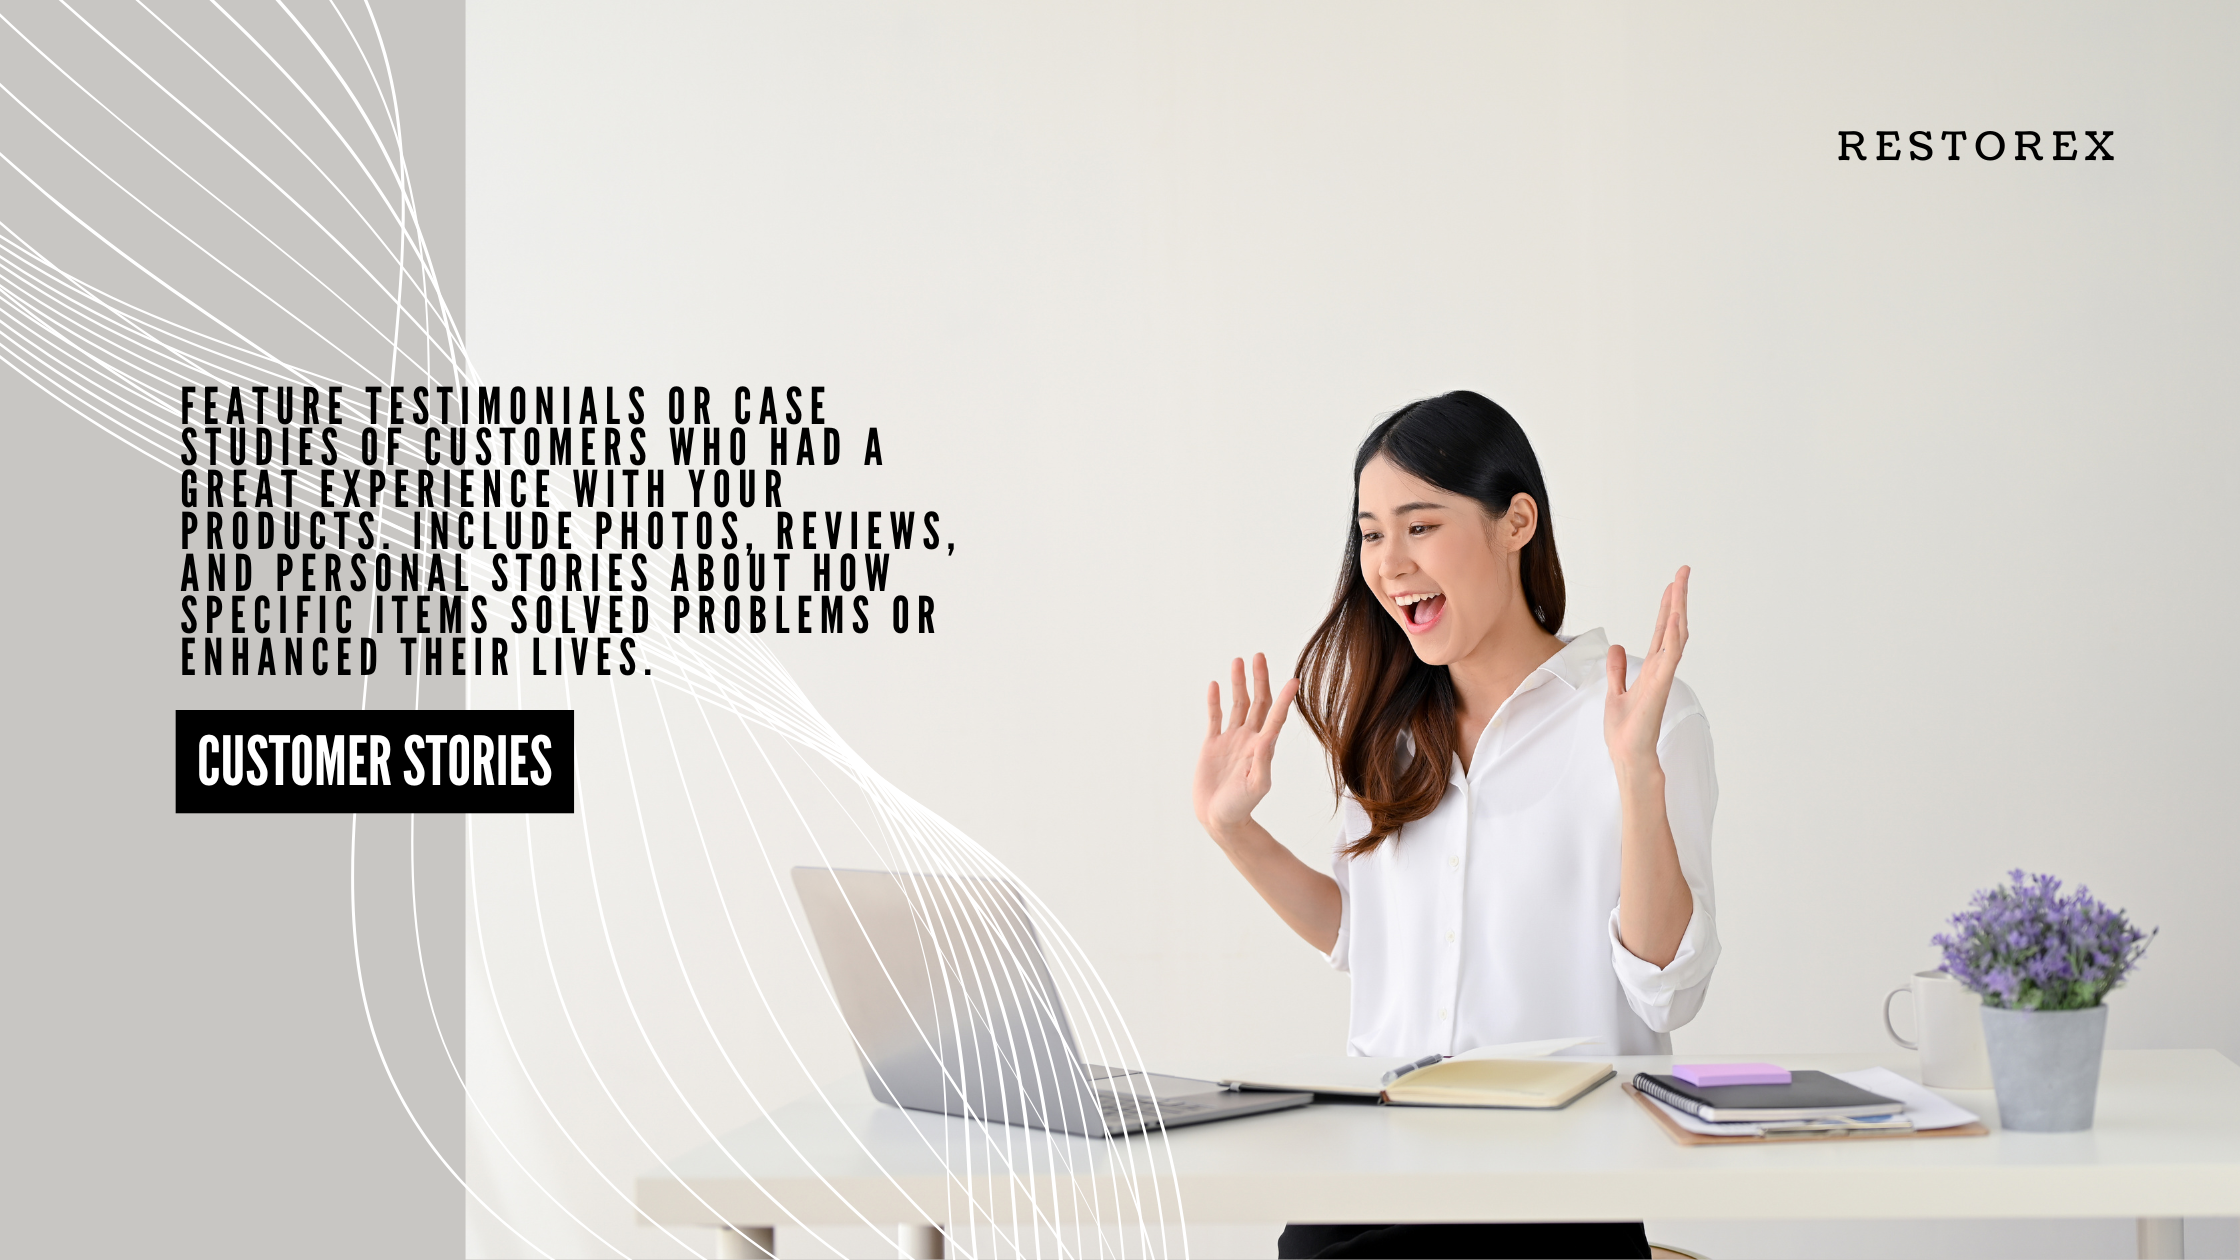 RESTOREX
FEATURE TESTIMONIALS OR CASE
STUDIES OF CUSTOMERS WHO HAD A
GREAT EXPERIENCE WITH YOUR
PRODUCTS. INCLUDE PHOTOS, REVIEWS,
AND PERSONAL STORIES ABOUT HOW
SPECIFIC ITEMS SOLVED PROBLEMS OR
ENHANCED THEIR LIVES.
CUSTOMER STORIES